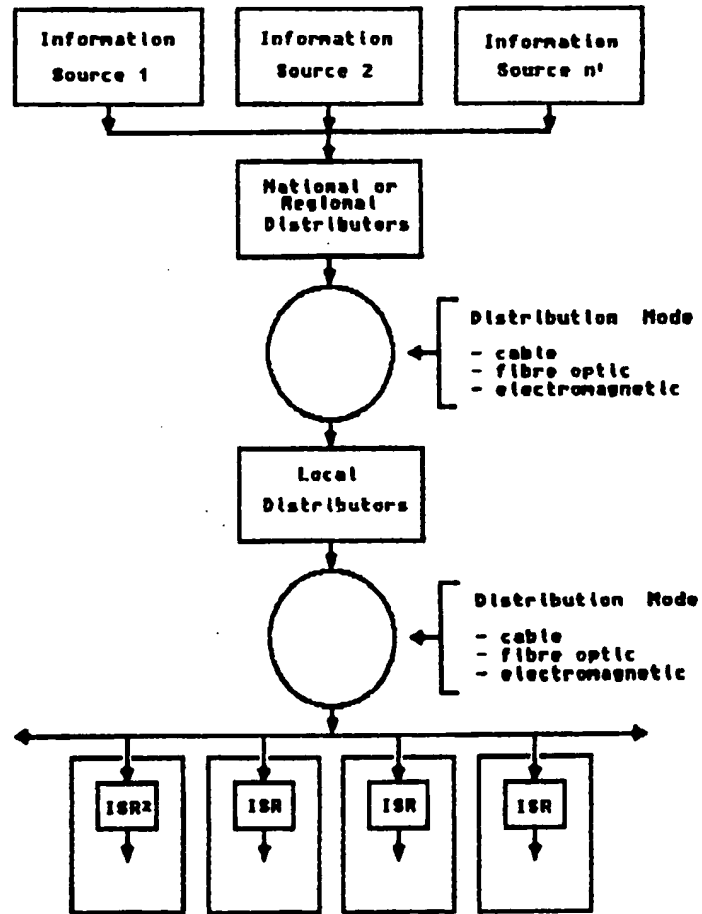 Information
Source 1
Information
Source 2
Information
Source n'
National or
Regional
Distributors
Distribution Mode
- cable
- fibre optic
- electromagnetic
Local
Distributors
Distribution Mode
- cable
- fibre optic
- electromagnetic
ISR²
ISR
ISR
ISR